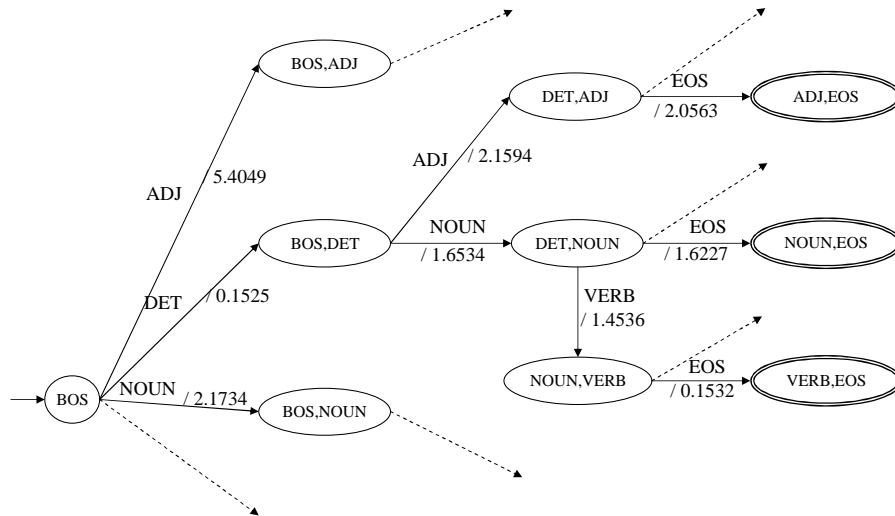 BOS,ADJ
EOS
DET,ADJ
ADJ,EOS
/ 2.0563
ADJ
/ 2.1594
ADJ
/ 5.4049
NOUN
EOS
BOS,DET
DET,NOUN
NOUN,EOS
/ 1.6534
/ 1.6227
DET
/ 0.1525
VERB
/ 1.4536
EOS
NOUN,VERB
VERB,EOS
/ 0.1532
NOUN
/ 2.1734
BOS
BOS,NOUN